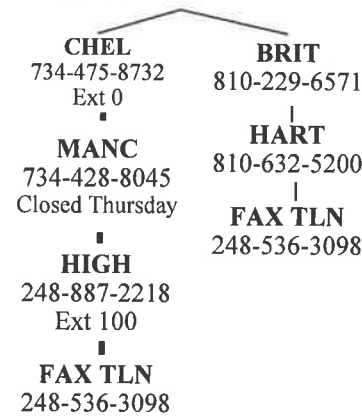 CHEL
734-475-8732
Ext 0
MANC
734-428-8045
Closed Thursday
HIGH
248-887-2218
Ext 100
FAX TLN
248-536-3098
BRIT
810-229-6571
HART
810-632-5200
FAX TLN
248-536-3098